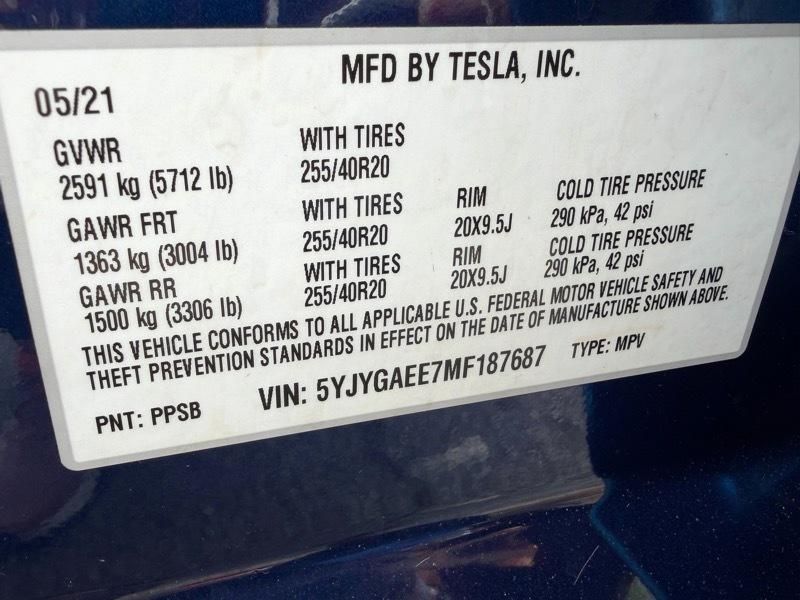 MFD BY TESLA, INC.
05/21
GVWR
2591 kg (5712 lb)
WITH TIRES
255/40R20
GAWR FRT
1363 kg (3004 lb)
WITH TIRES
255/40R20
RIM
20X9.5J
COLD TIRE PRESSURE
290 kPa, 42 psi
GAWR RR
1500 kg (3306 lb)
WITH TIRES
255/40R20
RIM
20X9.5J
COLD TIRE PRESSURE
290 kPa, 42 psi
THIS VEHICLE CONFORMS TO ALL APPLICABLE U.S. FEDERAL MOTOR VEHICLE SAFETY AND
THEFT PREVENTION STANDARDS IN EFFECT ON THE DATE OF MANUFACTURE SHOWN ABOVE.
PNT: PPSB
VIN: 5YJYGAEE7MF187687
TYPE: MPV